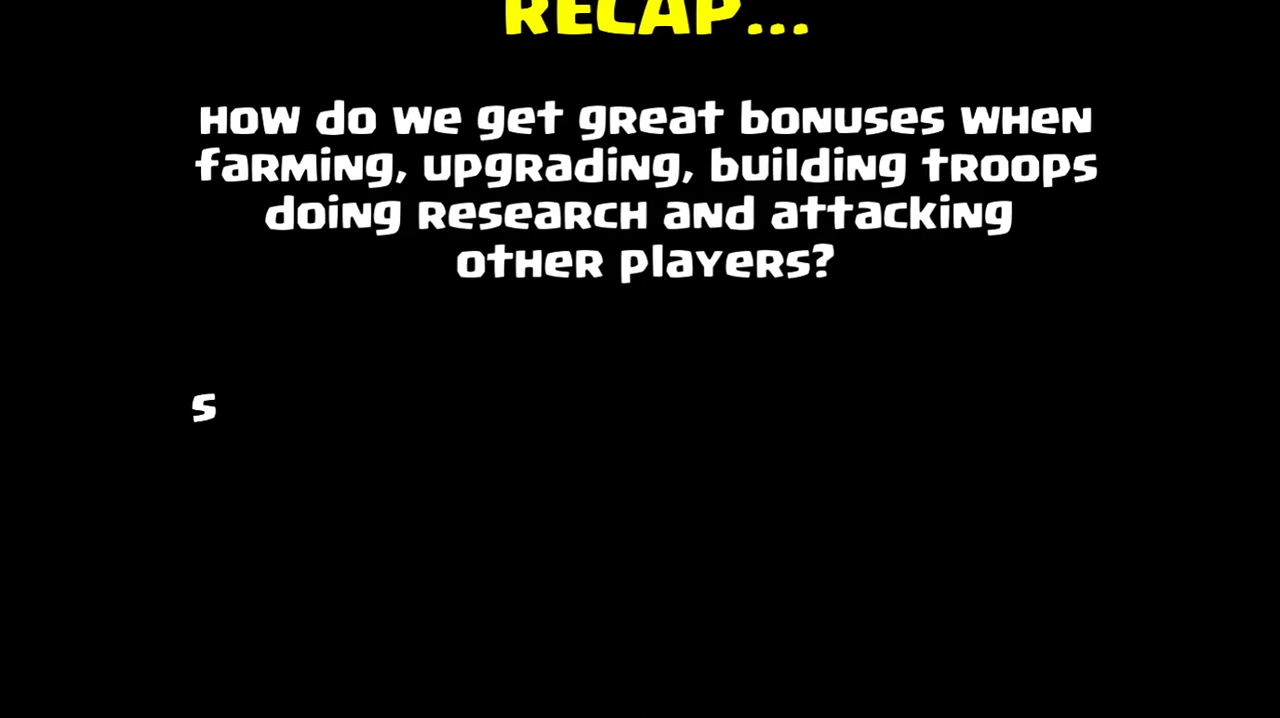 RECAP...
How do we get great bonuses when
farming, upgrading, building troops
doing research and attacking
other players?
s